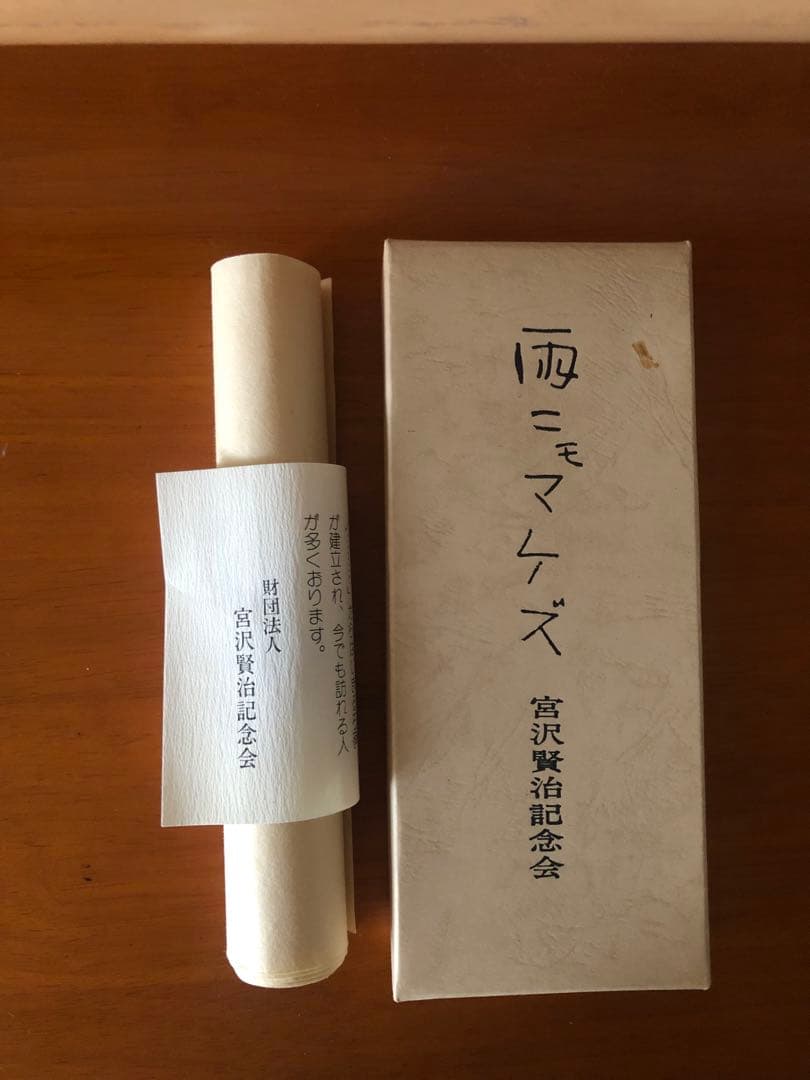 雨ニモマケズ
宮沢賢治記念会
が建立され、今でも訪れる人
が多くおります。
財団法人
宮沢賢治記念会